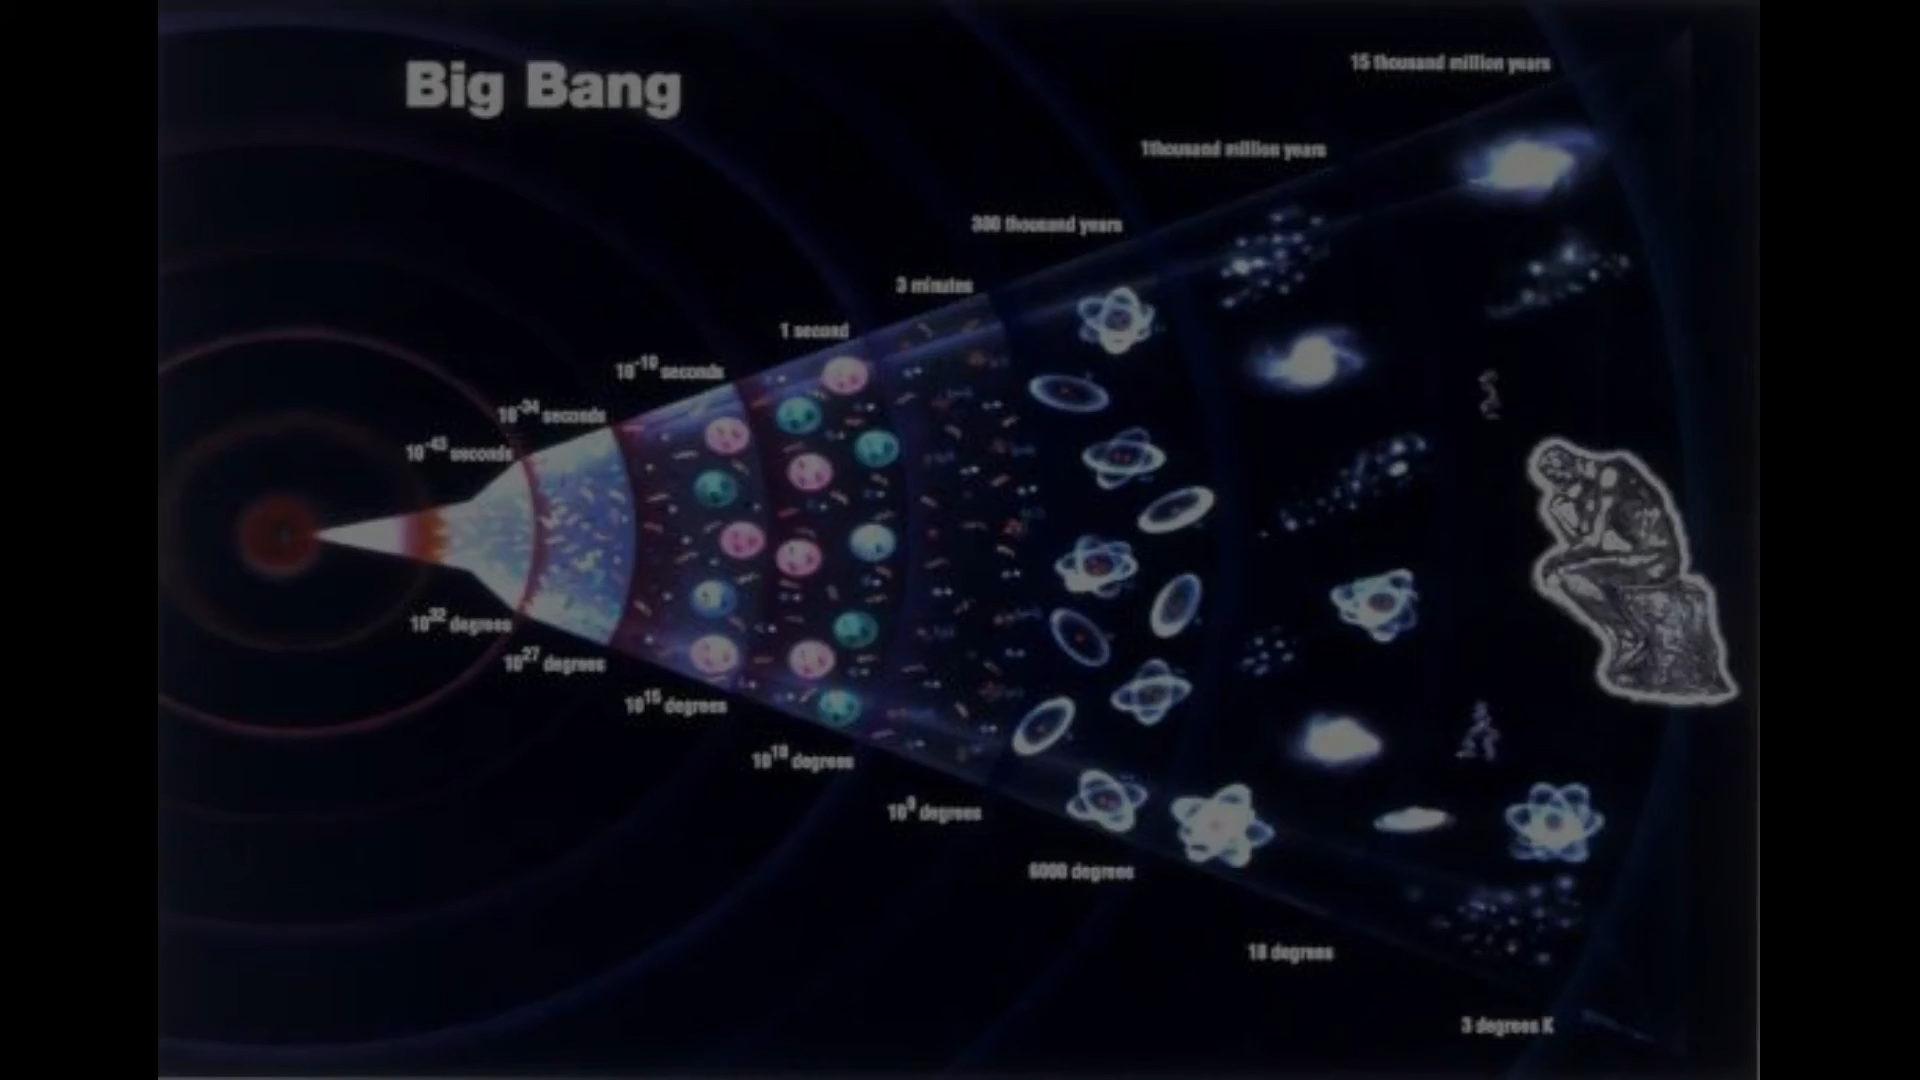 Big Bang
15 thousand million years
1 thousand million years
300 thousand years
3 minutes
1 second
10⁻¹⁰ seconds
10⁻³⁴ seconds
10⁻⁴³ seconds
10³² degrees
10²⁷ degrees
10¹⁵ degrees
10¹⁰ degrees
10⁹ degrees
6000 degrees
18 degrees
3 degrees K